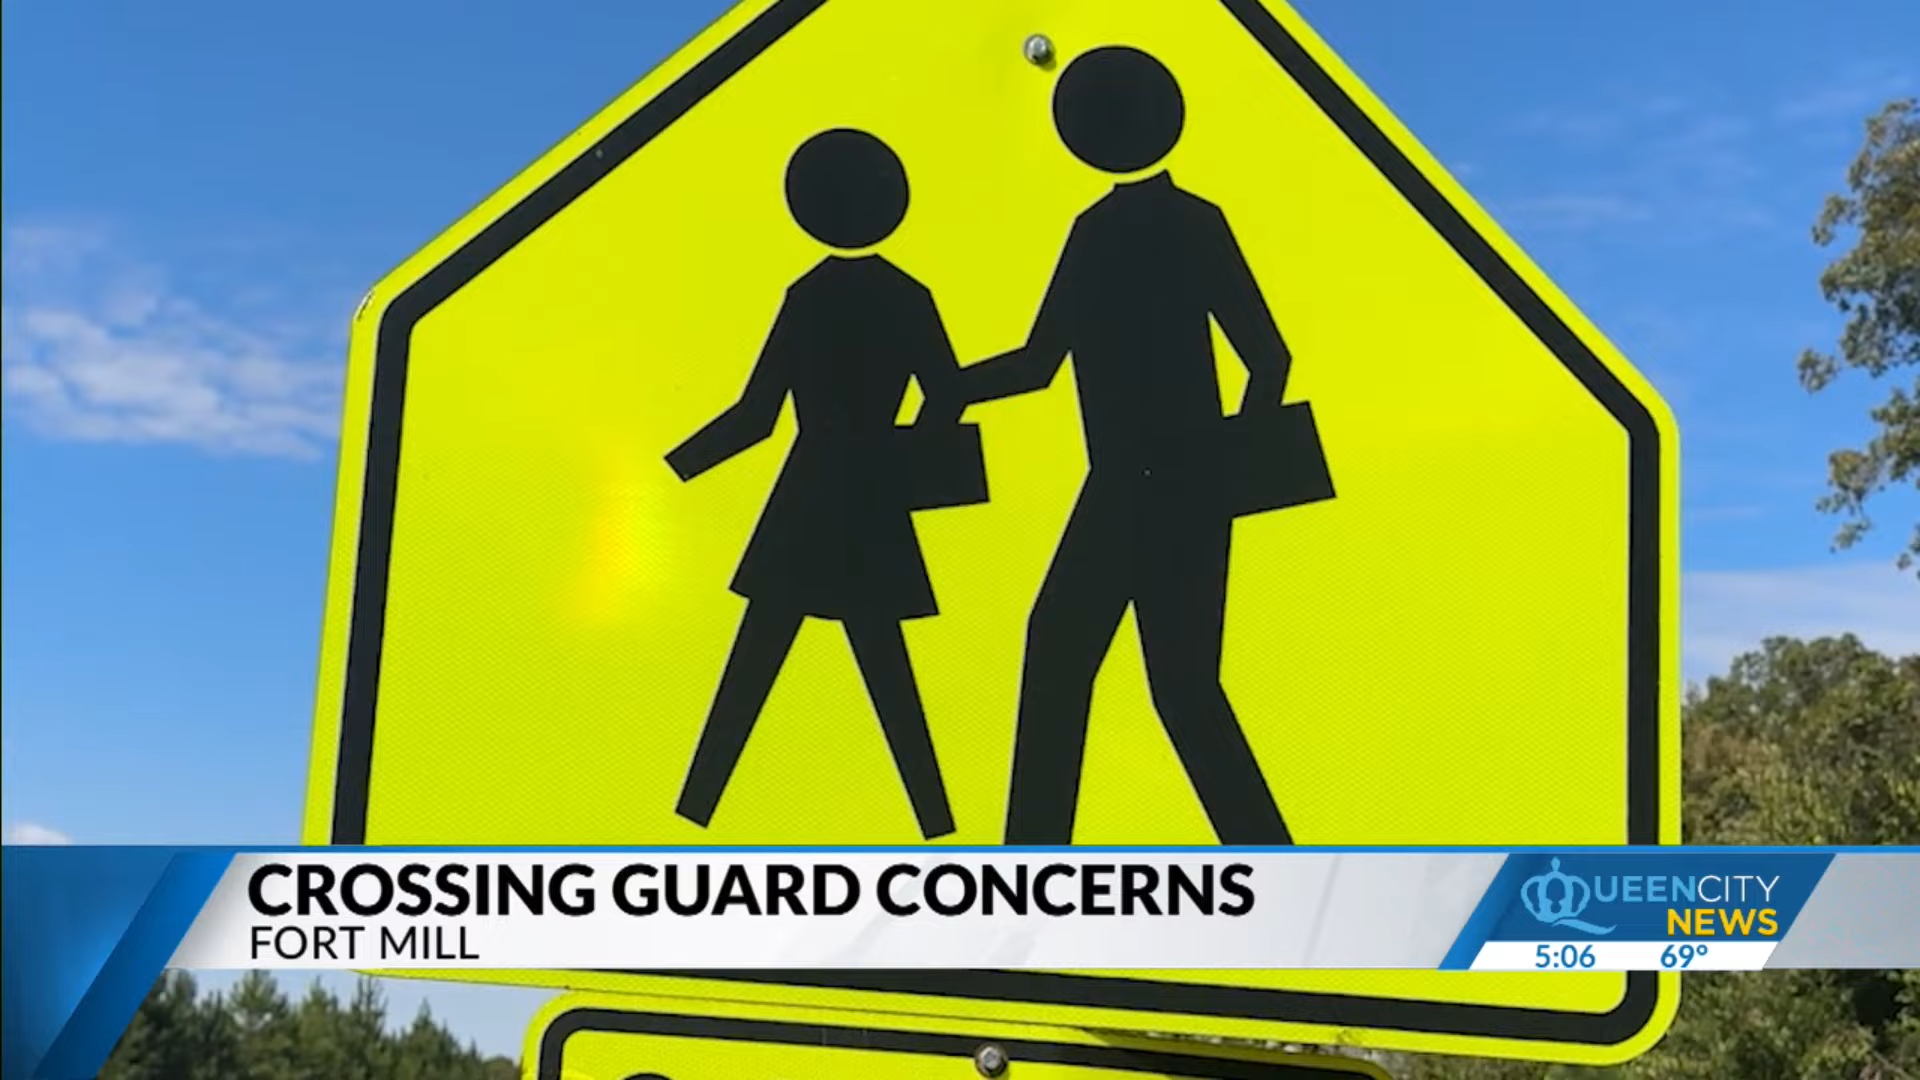 CROSSING GUARD CONCERNS
FORT MILL
QUEENCITY
NEWS
5:06 69°